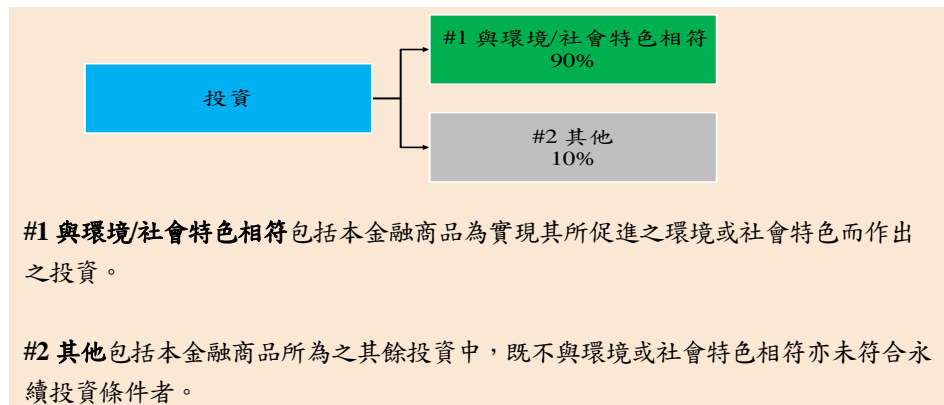 #1 與環境/社會特色相符
90%
投資
#2 其他
10%
#1 與環境/社會特色相符包括本金融商品為實現其所促進之環境或社會特色而作出
之投資。
#2 其他包括本金融商品所為之其餘投資中，既不與環境或社會特色相符亦未符合永
續投資條件者。